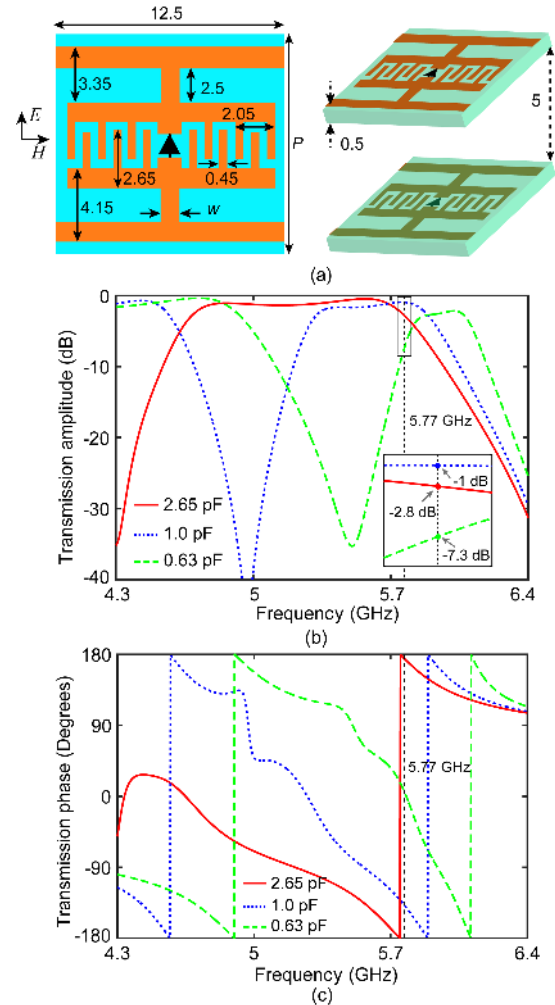 12.5
3.35
2.5
2.05
E
H
P
2.65
0.45
4.15
w
0.5
5
(a)
0
-10
-20
-30
-40
Transmission amplitude (dB)
5.77 GHz
-1 dB
-2.8 dB
-7.3 dB
2.65 pF
1.0 pF
0.63 pF
4.3 5 5.7 6.4
Frequency (GHz)
(b)
180
90
0
-90
-180
Transmission phase (Degrees)
5.77 GHz
2.65 pF
1.0 pF
0.63 pF
4.3 5 5.7 6.4
Frequency (GHz)
(c)